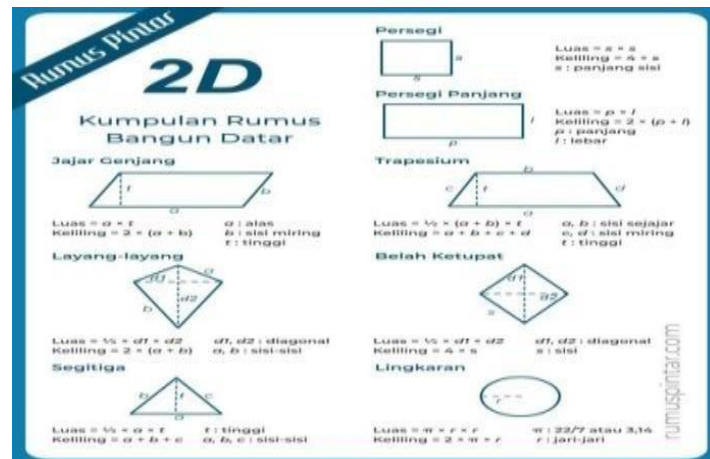 Rumus Pintar
2D
Kumpulan Rumus
Bangun Datar
Persegi
s
s
Luas = s × s
Keliling = 4 × s
s : panjang sisi
Persegi Panjang
l
p
Luas = p × l
Keliling = 2 × (p + l)
p : panjang
l : lebar
Jajar Genjang
t
b
a
Luas = a × t
Keliling = 2 × (a + b)
a : alas
b : sisi miring
t : tinggi
Trapesium
b
c
t
d
a
Luas = ½ × (a + b) × t
Keliling = a + b + c + d
a, b : sisi sejajar
c, d : sisi miring
t : tinggi
Layang-layang
a
d1
d2
b
Luas = ½ × d1 × d2
Keliling = 2 × (a + b)
d1, d2 : diagonal
a, b : sisi-sisi
Belah Ketupat
d1
d2
s
Luas = ½ × d1 × d2
Keliling = 4 × s
d1, d2 : diagonal
s : sisi
Segitiga
b
t
c
a
Luas = ½ × a × t
Keliling = a + b + c
t : tinggi
a, b, c : sisi-sisi
Lingkaran
r
Luas = π × r × r
Keliling = 2 × π × r
π : 22/7 atau 3,14
r : jari-jari
rumuspintar.com